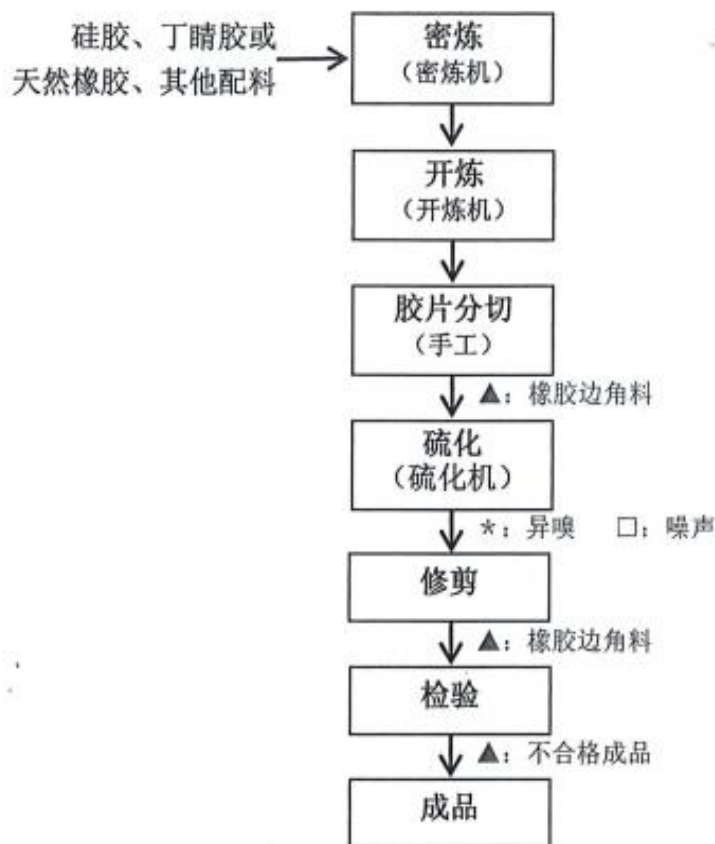 硅胶、丁睛胶或
天然橡胶、其他配料
密炼
（密炼机）
开炼
（开炼机）
胶片分切
（手工）
▲：橡胶边角料
硫化
（硫化机）
*：异嗅 □：噪声
修剪
▲：橡胶边角料
检验
▲：不合格成品
成品